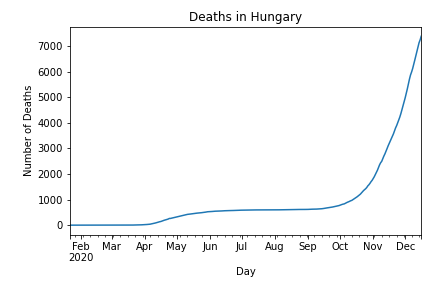 Deaths in Hungary
Number of Deaths
7000
6000
5000
4000
3000
2000
1000
0
Feb Mar Apr May Jun Jul Aug Sep Oct Nov Dec
2020
Day